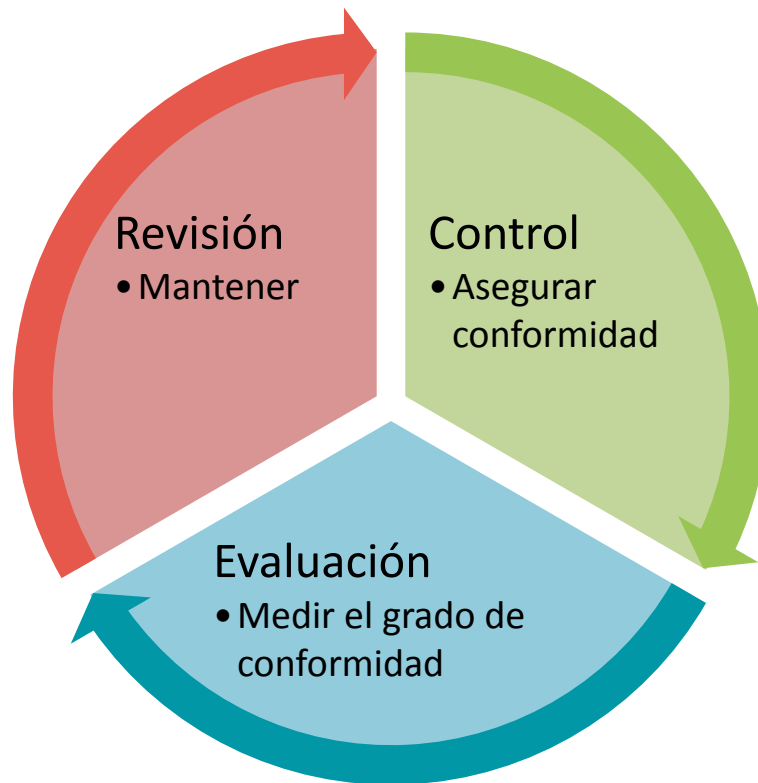 Revisión
• Mantener
Control
• Asegurar
conformidad
Evaluación
• Medir el grado de
conformidad